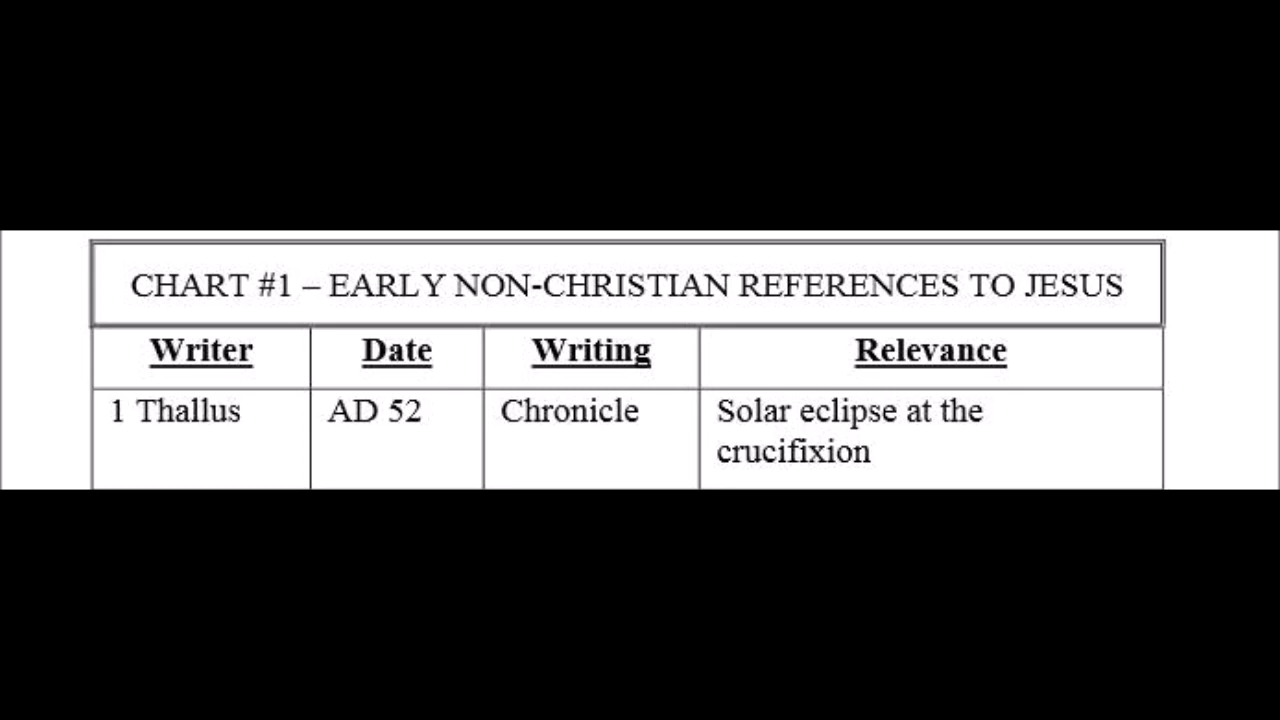 CHART #1 – EARLY NON-CHRISTIAN REFERENCES TO JESUS
Writer Date Writing Relevance
1 Thallus AD 52 Chronicle Solar eclipse at the
crucifixion